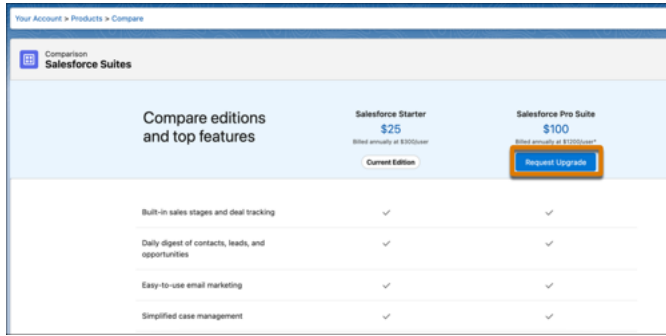 Your Account > Products > Compare
Comparison
Salesforce Suites
Compare editions
and top features
Salesforce Starter
$25
Billed annually at $300/user
Current Edition
Salesforce Pro Suite
$100
Billed annually at $1200/user*
Request Upgrade
Built-in sales stages and deal tracking
Daily digest of contacts, leads, and
opportunities
Easy-to-use email marketing
Simplified case management